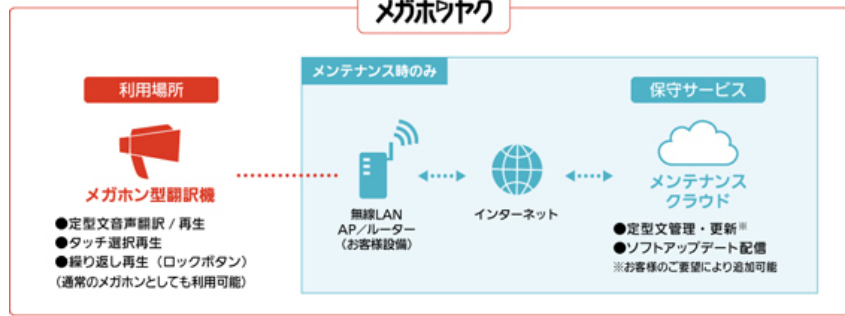 メガホンヤク
メンテナンス時のみ
利用場所
保守サービス
メガホン型翻訳機
●定型文音声翻訳 / 再生
●タッチ選択再生
●繰り返し再生（ロックボタン）
(通常のメガホンとしても利用可能)
無線LAN
AP／ルーター
(お客様設備)
インターネット
メンテナンス
クラウド
●定型文管理・更新※
●ソフトアップデート配信
※お客様のご要望により追加可能